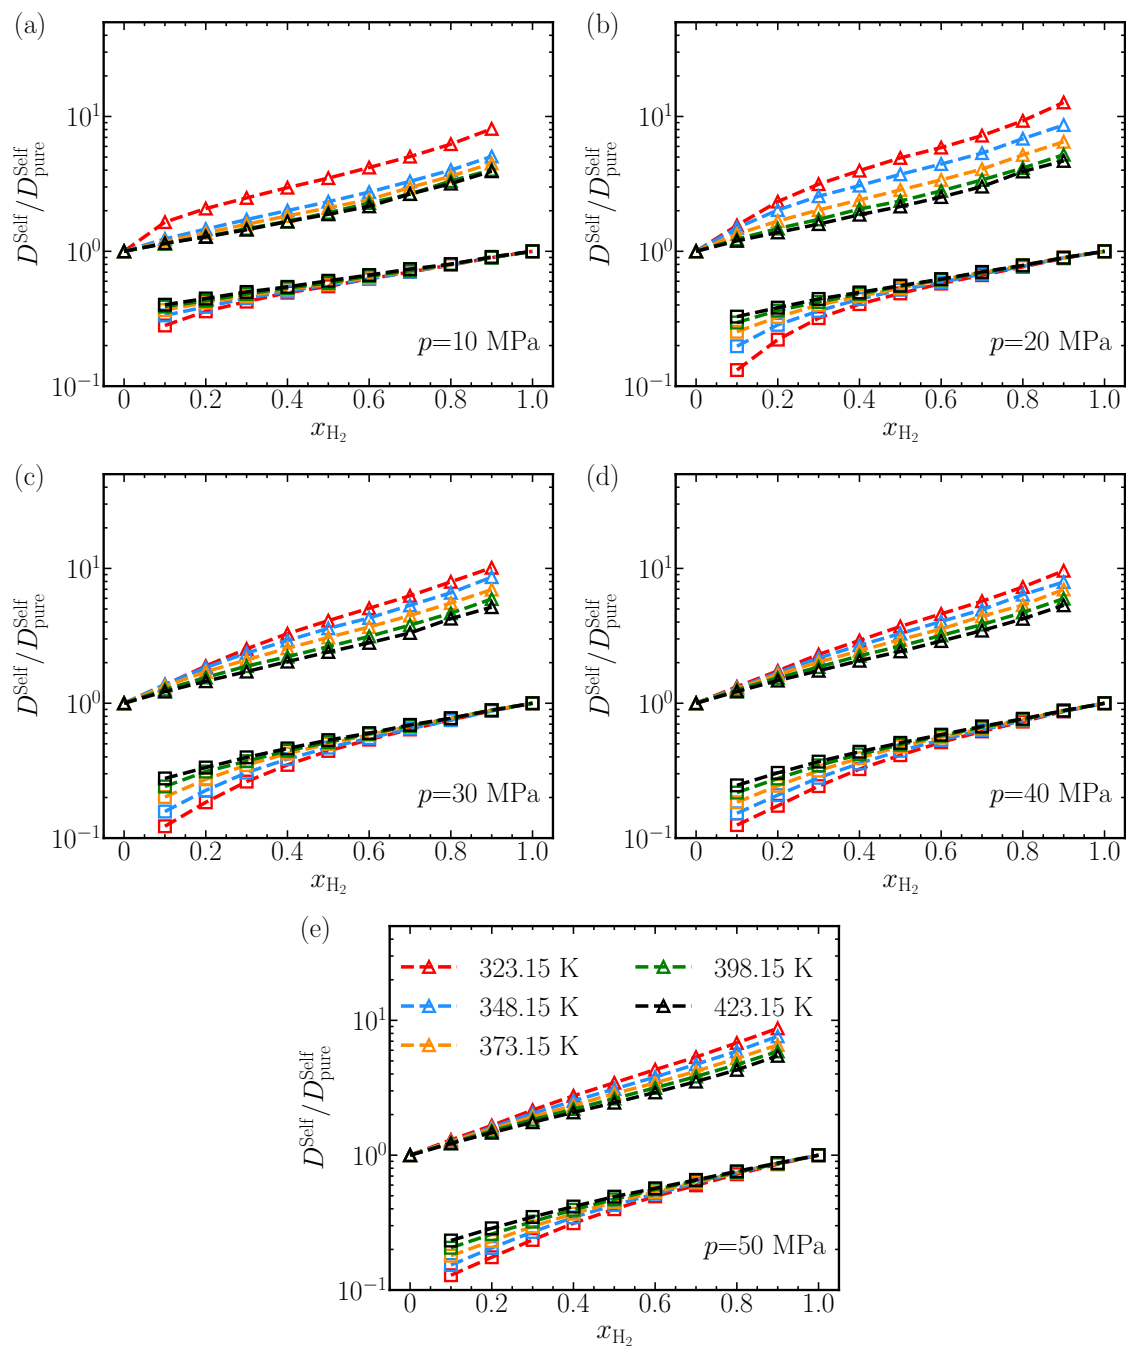 (a)
D^Self/D^Self_pure
10^1
10^0
10^−1
p=10 MPa
0 0.2 0.4 0.6 0.8 1.0
x_H2
(b)
D^Self/D^Self_pure
10^1
10^0
10^−1
p=20 MPa
0 0.2 0.4 0.6 0.8 1.0
x_H2
(c)
D^Self/D^Self_pure
10^1
10^0
10^−1
p=30 MPa
0 0.2 0.4 0.6 0.8 1.0
x_H2
(d)
D^Self/D^Self_pure
10^1
10^0
10^−1
p=40 MPa
0 0.2 0.4 0.6 0.8 1.0
x_H2
(e)
D^Self/D^Self_pure
323.15 K 398.15 K
348.15 K 423.15 K
373.15 K
10^1
10^0
10^−1
p=50 MPa
0 0.2 0.4 0.6 0.8 1.0
x_H2